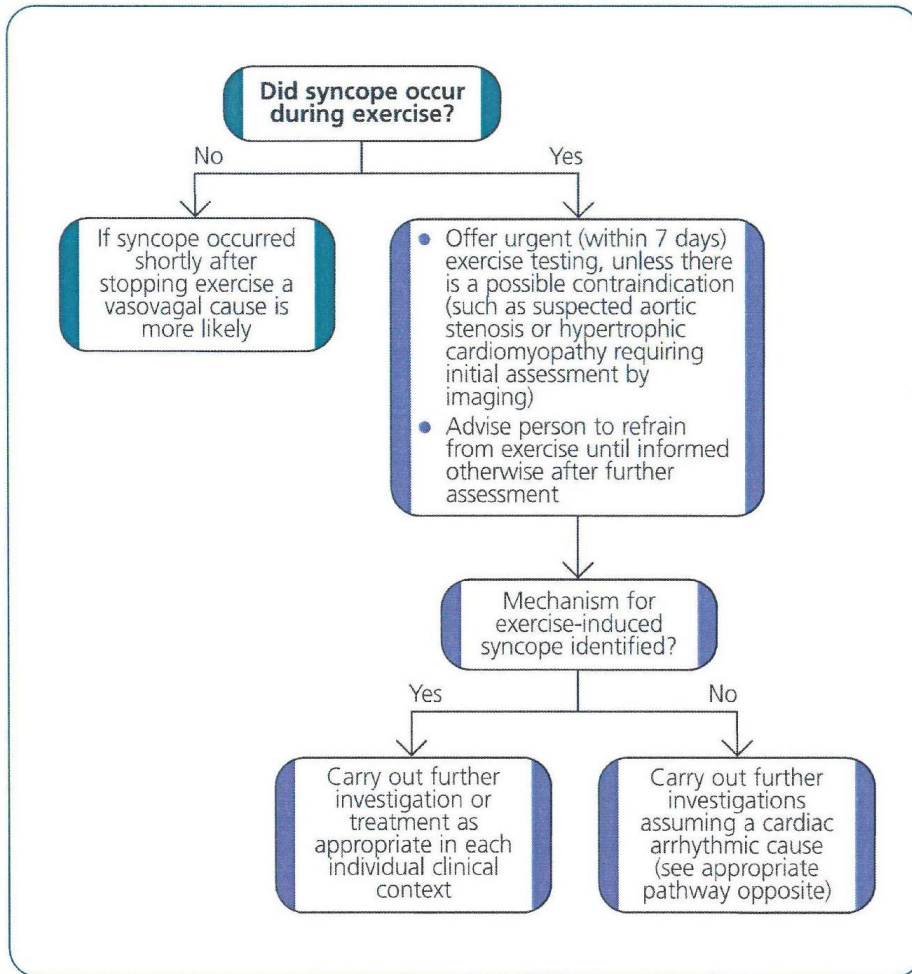 Did syncope occur
during exercise?
No
Yes
If syncope occurred
shortly after
stopping exercise a
vasovagal cause is
more likely
• Offer urgent (within 7 days)
exercise testing, unless there
is a possible contraindication
(such as suspected aortic
stenosis or hypertrophic
cardiomyopathy requiring
initial assessment by
imaging)
• Advise person to refrain
from exercise until informed
otherwise after further
assessment
Mechanism for
exercise-induced
syncope identified?
Yes
No
Carry out further
investigation or
treatment as
appropriate in each
individual clinical
context
Carry out further
investigations
assuming a cardiac
arrhythmic cause
(see appropriate
pathway opposite)